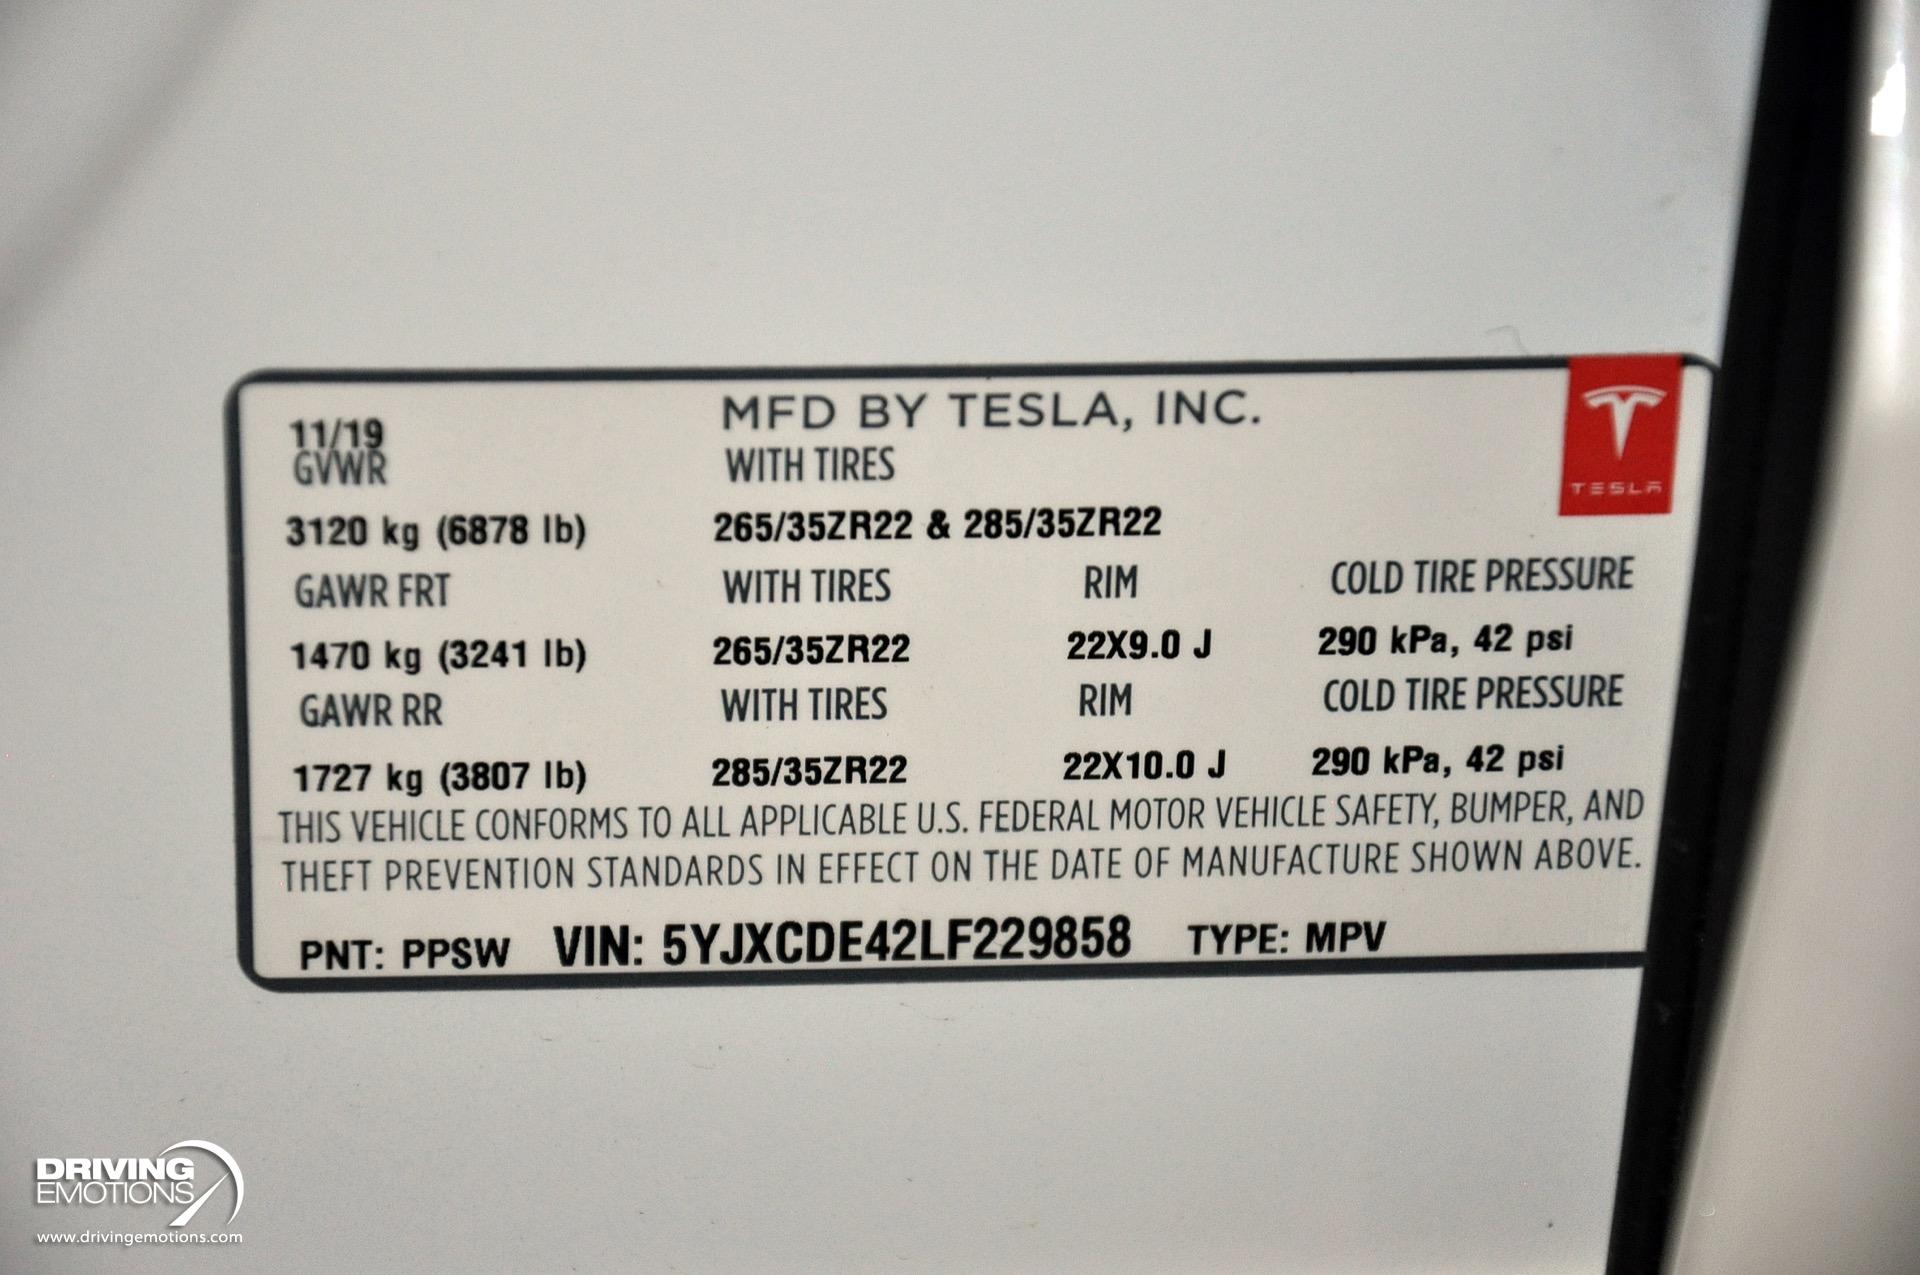 MFD BY TESLA, INC.
11/19
GVWR WITH TIRES
TESLA
3120 kg (6878 lb) 265/35ZR22 & 285/35ZR22
GAWR FRT WITH TIRES RIM COLD TIRE PRESSURE
1470 kg (3241 lb) 265/35ZR22 22X9.0 J 290 kPa, 42 psi
GAWR RR WITH TIRES RIM COLD TIRE PRESSURE
1727 kg (3807 lb) 285/35ZR22 22X10.0 J 290 kPa, 42 psi
THIS VEHICLE CONFORMS TO ALL APPLICABLE U.S. FEDERAL MOTOR VEHICLE SAFETY, BUMPER, AND
THEFT PREVENTION STANDARDS IN EFFECT ON THE DATE OF MANUFACTURE SHOWN ABOVE.
PNT: PPSW VIN: 5YJXCDE42LF229858 TYPE: MPV
DRIVING
EMOTIONS
www.drivingemotions.com